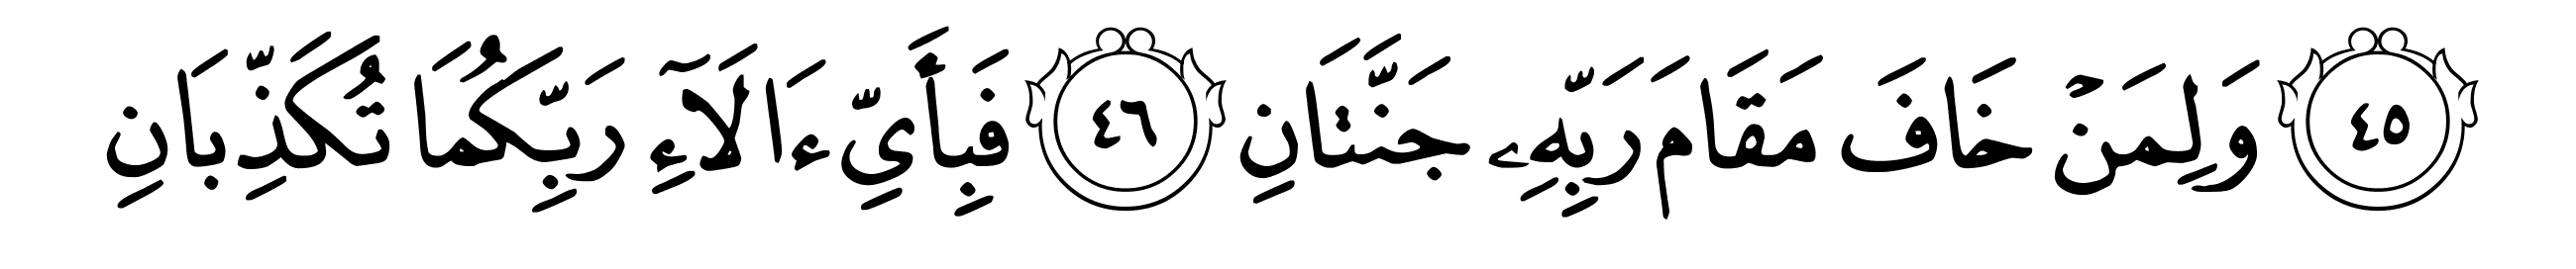 ٤٥ وَلِمَنْ خَافَ مَقَامَ رَبِّهِۦ جَنَّتَانِ ٤٦ فَبِأَىِّ ءَالَآءِ رَبِّكُمَا تُكَذِّبَانِ